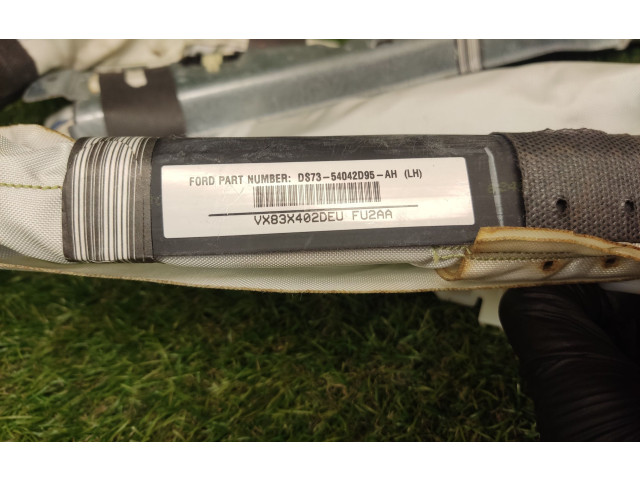 FORD PART NUMBER: DS73-54042D95-AH (LH)
VX83X402DEU FU2AA